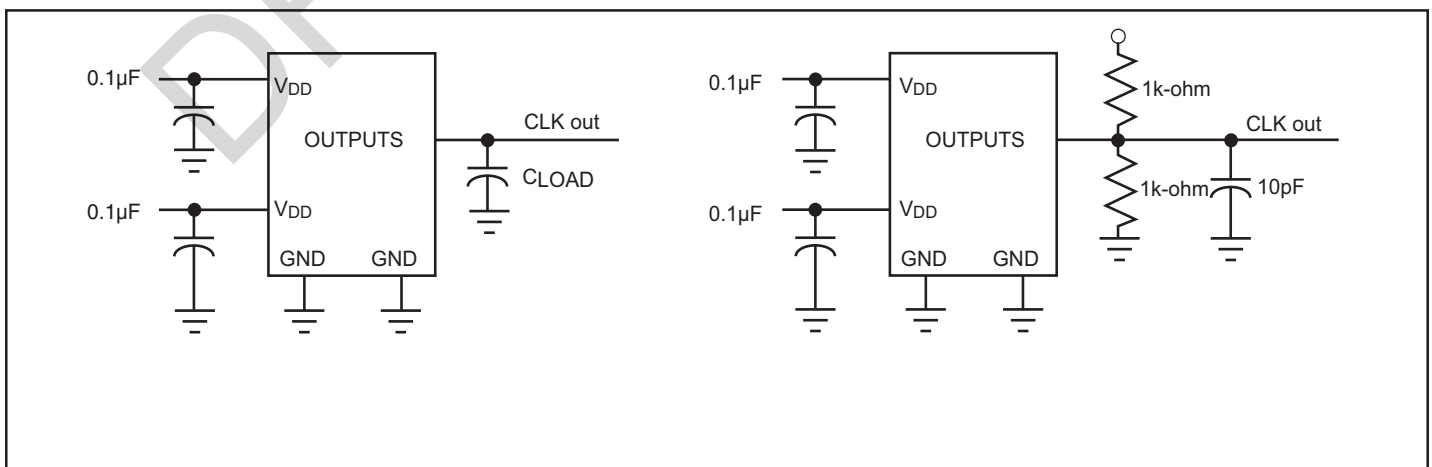 0.1µF
VDD
OUTPUTS
CLK out
CLOAD
0.1µF
VDD
GND GND
0.1µF
VDD
1k-ohm
OUTPUTS
CLK out
1k-ohm
10pF
0.1µF
VDD
GND GND